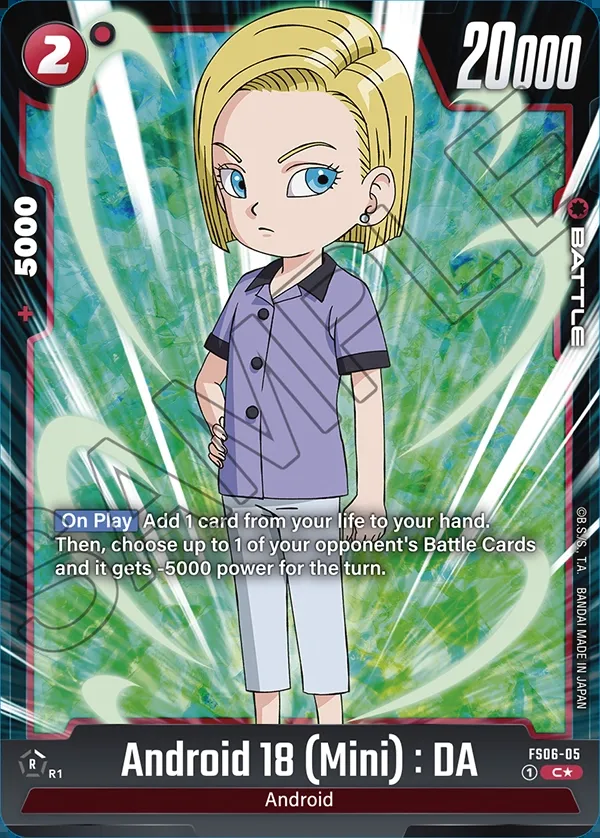 2
20000
+ 5000
BATTLE
SAMPLE
On Play Add 1 card from your life to your hand.
Then, choose up to 1 of your opponent's Battle Cards
and it gets -5000 power for the turn.
©B.S./S., T.A. BANDAI MADE IN JAPAN
R
R1
Android 18 (Mini) : DA
FS06-05
1 C★
Android